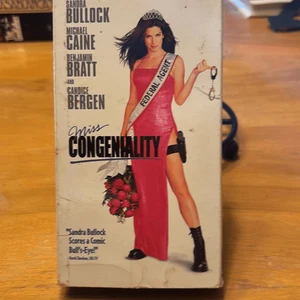 SANDRA
BULLOCK
MICHAEL
CAINE
BENJAMIN
BRATT
AND
CANDICE
BERGEN
FEDERAL AGENT
Miss
CONGENIALITY
"Sandra Bullock
Scores a Comic
Bull's-Eye!"